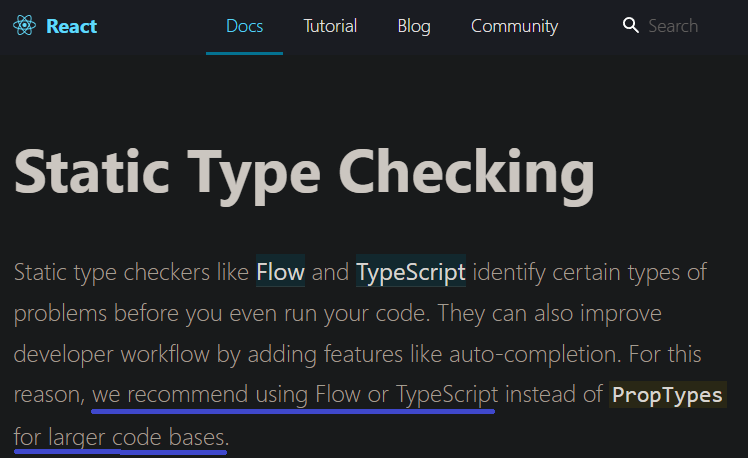 React Docs Tutorial Blog Community Search
Static Type Checking
Static type checkers like Flow and TypeScript identify certain types of
problems before you even run your code. They can also improve
developer workflow by adding features like auto-completion. For this
reason, we recommend using Flow or TypeScript instead of PropTypes
for larger code bases.